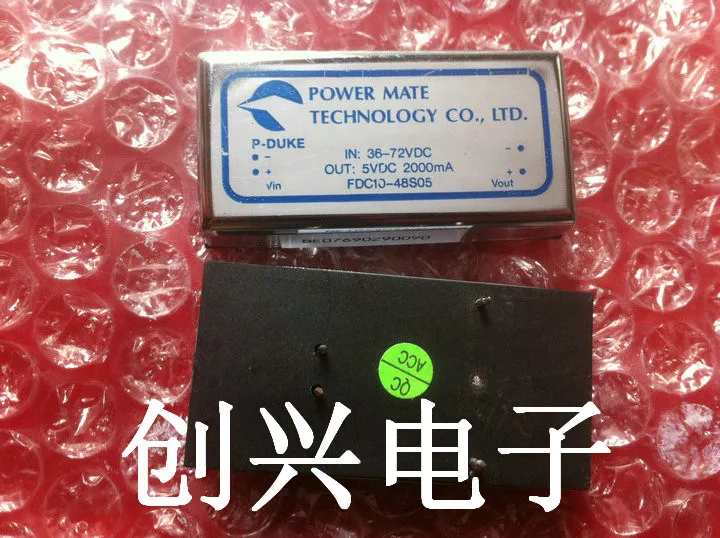 POWER MATE
TECHNOLOGY CO., LTD.
P-DUKE
IN: 36-72VDC
OUT: 5VDC 2000mA
FDC10-48S05
-
+
Vin
-
+
Vout
BE07690290090
QC
ACC
创兴电子